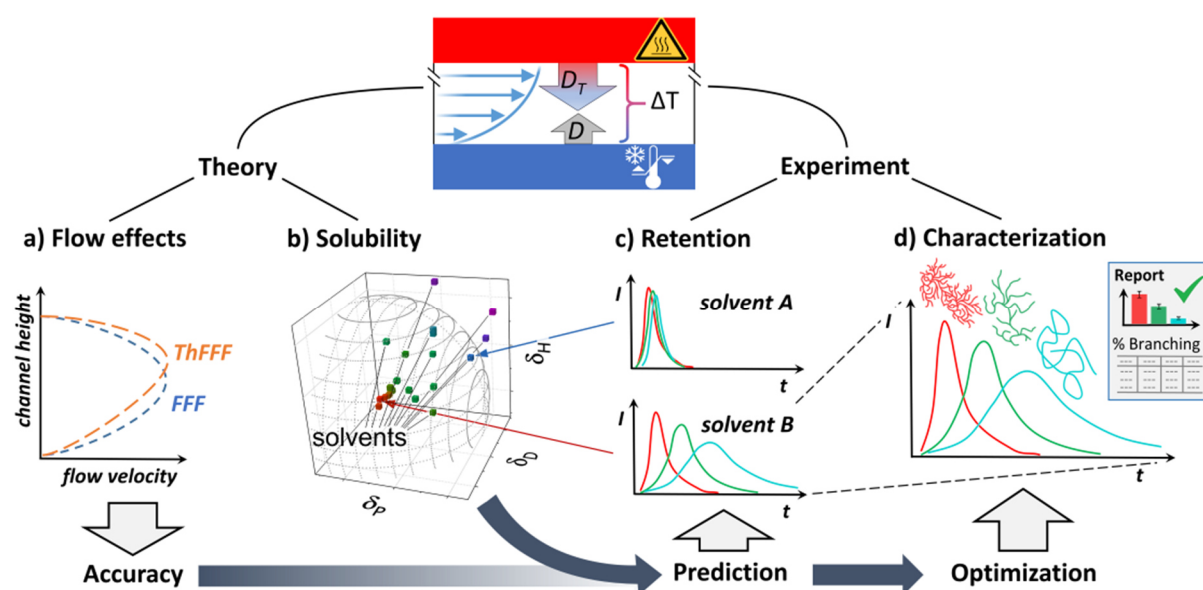 D_T
ΔT
D
Theory
Experiment
a) Flow effects
b) Solubility
c) Retention
d) Characterization
channel height
ThFFF
FFF
flow velocity
solvents
δ_P
δ_D
δ_H
I
solvent A
t
I
solvent B
t
I
t
Report
% Branching
Accuracy
Prediction
Optimization